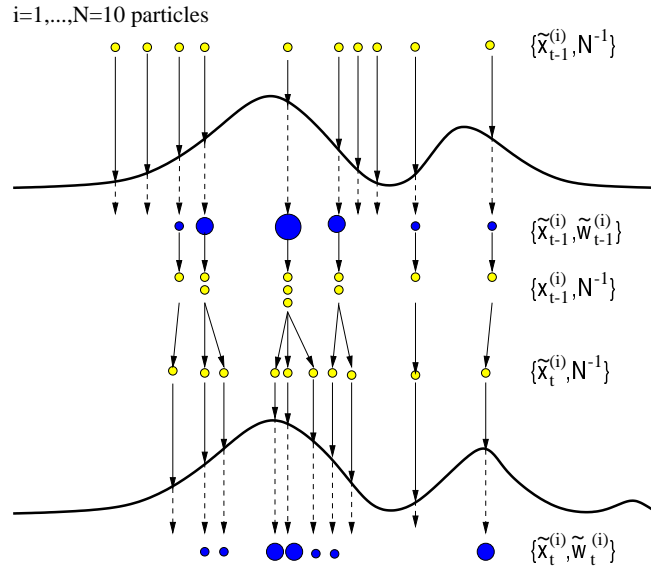 i=1,...,N=10 particles
{x̃_{t-1}^{(i)},N^{-1}}
{x̃_{t-1}^{(i)},w̃_{t-1}^{(i)}}
{x_{t-1}^{(i)},N^{-1}}
{x̃_t^{(i)},N^{-1}}
{x̃_t^{(i)},w̃_t^{(i)}}